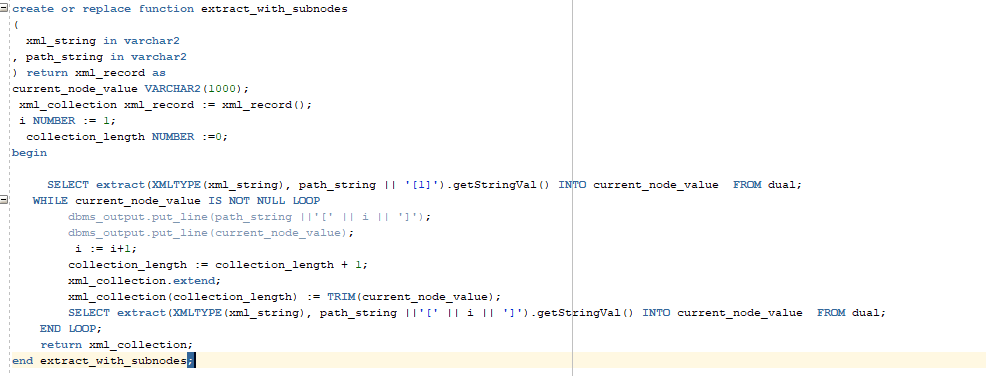 create or replace function extract_with_subnodes
(
xml_string in varchar2
, path_string in varchar2
) return xml_record as
current_node_value VARCHAR2(1000);
xml_collection xml_record := xml_record();
i NUMBER := 1;
collection_length NUMBER :=0;
begin
SELECT extract(XMLTYPE(xml_string), path_string || '[1]').getStringVal() INTO current_node_value  FROM dual;
WHILE current_node_value IS NOT NULL LOOP
dbms_output.put_line(path_string ||'[' || i || ']');
dbms_output.put_line(current_node_value);
i := i+1;
collection_length := collection_length + 1;
xml_collection.extend;
xml_collection(collection_length) := TRIM(current_node_value);
SELECT extract(XMLTYPE(xml_string), path_string ||'[' || i || ']').getStringVal() INTO current_node_value  FROM dual;
END LOOP;
return xml_collection;
end extract_with_subnodes;